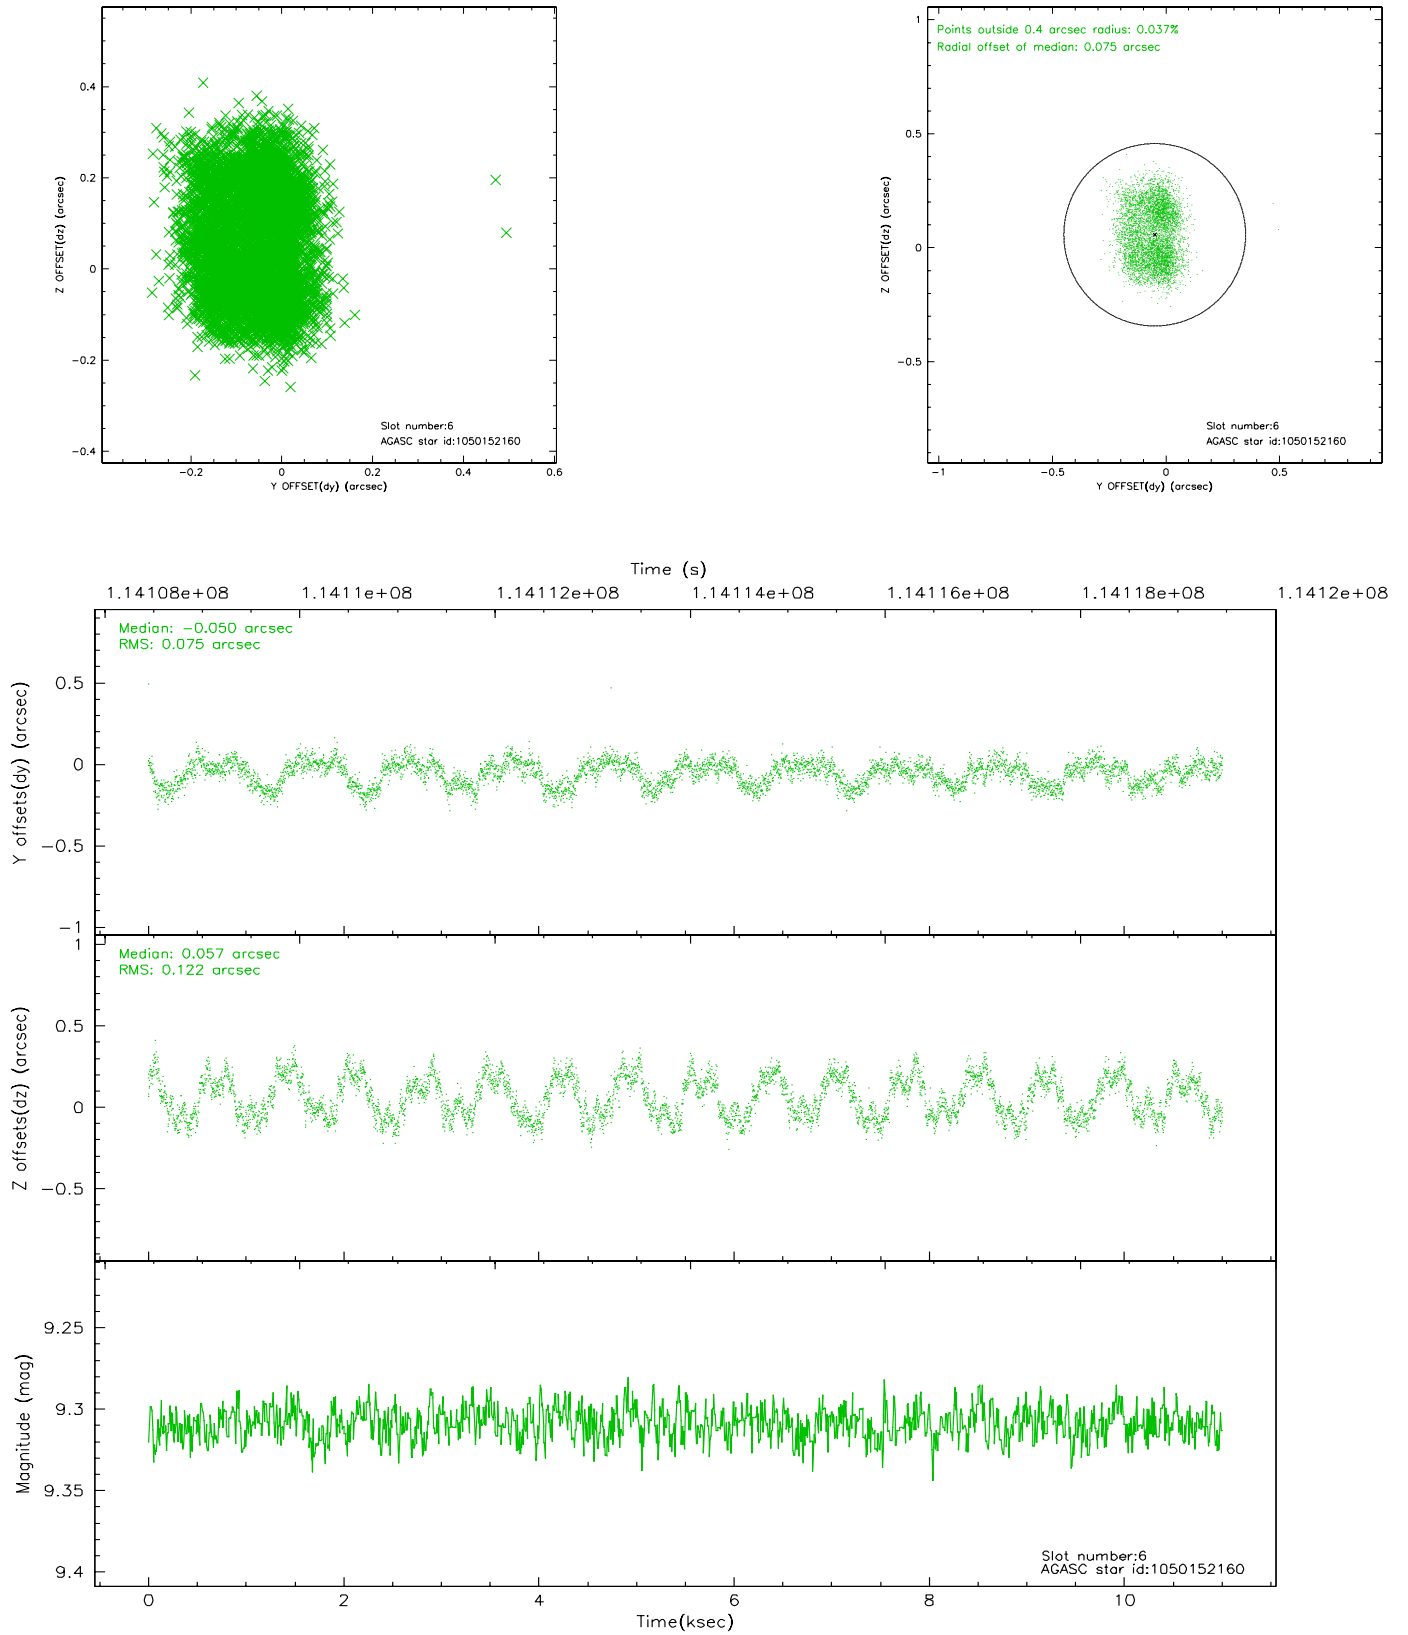 0.4
0.2
0
−0.2
−0.4
Z OFFSET(dz) (arcsec)
Slot number:6
AGASC star id:1050152160
−0.2
0
0.2
0.4
0.6
Y OFFSET(dy) (arcsec)
Points outside 0.4 arcsec radius: 0.037%
Radial offset of median: 0.075 arcsec
1
0.5
0
−0.5
Z OFFSET(dz) (arcsec)
Slot number:6
AGASC star id:1050152160
−1
−0.5
0
0.5
Y OFFSET(dy) (arcsec)
Time (s)
1.14108e+08
1.1411e+08
1.14112e+08
1.14114e+08
1.14116e+08
1.14118e+08
1.1412e+08
Median: −0.050 arcsec
RMS: 0.075 arcsec
0.5
0
−0.5
−1
Y offsets(dy) (arcsec)
Median: 0.057 arcsec
RMS: 0.122 arcsec
1
0.5
0
−0.5
Z offsets(dz) (arcsec)
9.25
9.3
9.35
9.4
Magnitude (mag)
Slot number:6
AGASC star id:1050152160
0
2
4
6
8
10
Time(ksec)